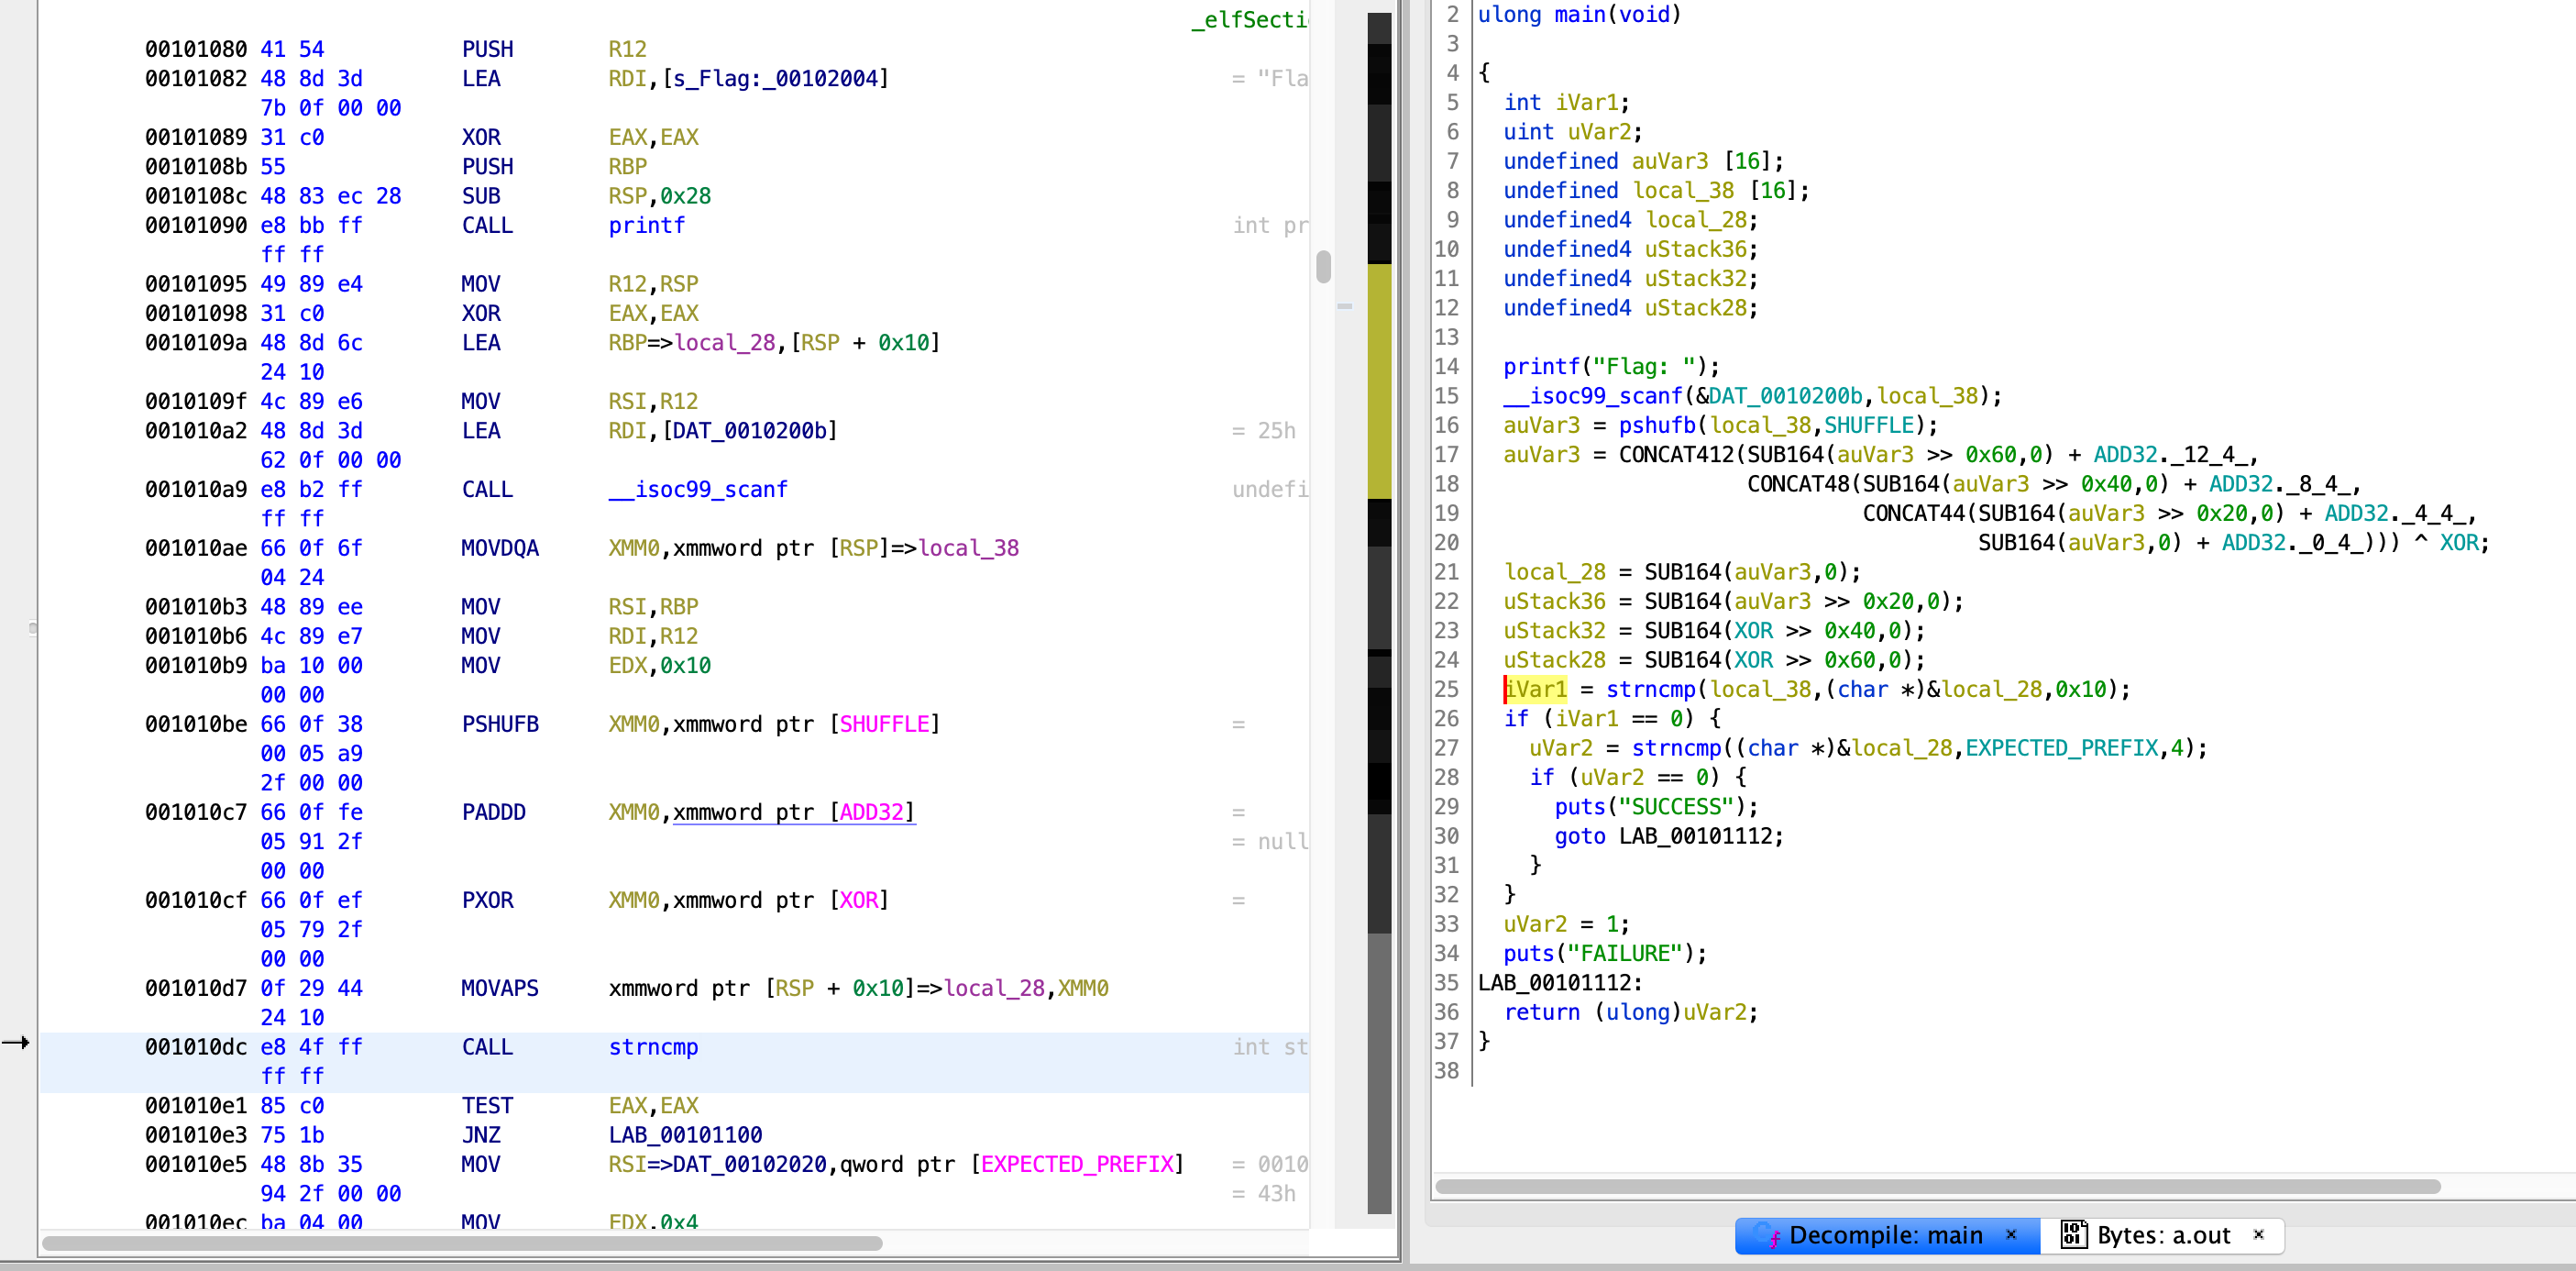 _elfSecti
00101080 41 54 PUSH R12
00101082 48 8d 3d LEA RDI,[s_Flag:_00102004] = "Fla
7b 0f 00 00
00101089 31 c0 XOR EAX,EAX
0010108b 55 PUSH RBP
0010108c 48 83 ec 28 SUB RSP,0x28
00101090 e8 bb ff CALL printf int pr
ff ff
00101095 49 89 e4 MOV R12,RSP
00101098 31 c0 XOR EAX,EAX
0010109a 48 8d 6c LEA RBP=>local_28,[RSP + 0x10]
24 10
0010109f 4c 89 e6 MOV RSI,R12
001010a2 48 8d 3d LEA RDI,[DAT_0010200b] = 25h
62 0f 00 00
001010a9 e8 b2 ff CALL __isoc99_scanf undefi
ff ff
001010ae 66 0f 6f MOVDQA XMM0,xmmword ptr [RSP]=>local_38
04 24
001010b3 48 89 ee MOV RSI,RBP
001010b6 4c 89 e7 MOV RDI,R12
001010b9 ba 10 00 MOV EDX,0x10
00 00
001010be 66 0f 38 PSHUFB XMM0,xmmword ptr [SHUFFLE] =
00 05 a9
2f 00 00
001010c7 66 0f fe PADDD XMM0,xmmword ptr [ADD32] =
05 91 2f = null
00 00
001010cf 66 0f ef PXOR XMM0,xmmword ptr [XOR] =
05 79 2f
00 00
001010d7 0f 29 44 MOVAPS xmmword ptr [RSP + 0x10]=>local_28,XMM0
24 10
001010dc e8 4f ff CALL strncmp int st
ff ff
001010e1 85 c0 TEST EAX,EAX
001010e3 75 1b JNZ LAB_00101100
001010e5 48 8b 35 MOV RSI=>DAT_00102020,qword ptr [EXPECTED_PREFIX] = 0010
94 2f 00 00 = 43h
001010ec ba 04 00 MOV EDX,0x4
2 ulong main(void)
3
4 {
5 int iVar1;
6 uint uVar2;
7 undefined auVar3 [16];
8 undefined local_38 [16];
9 undefined4 local_28;
10 undefined4 uStack36;
11 undefined4 uStack32;
12 undefined4 uStack28;
13
14 printf("Flag: ");
15 __isoc99_scanf(&DAT_0010200b,local_38);
16 auVar3 = pshufb(local_38,SHUFFLE);
17 auVar3 = CONCAT412(SUB164(auVar3 >> 0x60,0) + ADD32._12_4_,
18 CONCAT48(SUB164(auVar3 >> 0x40,0) + ADD32._8_4_,
19 CONCAT44(SUB164(auVar3 >> 0x20,0) + ADD32._4_4_,
20 SUB164(auVar3,0) + ADD32._0_4_))) ^ XOR;
21 local_28 = SUB164(auVar3,0);
22 uStack36 = SUB164(auVar3 >> 0x20,0);
23 uStack32 = SUB164(XOR >> 0x40,0);
24 uStack28 = SUB164(XOR >> 0x60,0);
25 iVar1 = strncmp(local_38,(char *)&local_28,0x10);
26 if (iVar1 == 0) {
27 uVar2 = strncmp((char *)&local_28,EXPECTED_PREFIX,4);
28 if (uVar2 == 0) {
29 puts("SUCCESS");
30 goto LAB_00101112;
31 }
32 }
33 uVar2 = 1;
34 puts("FAILURE");
35 LAB_00101112:
36 return (ulong)uVar2;
37 }
38
Decompile: main × Bytes: a.out ×